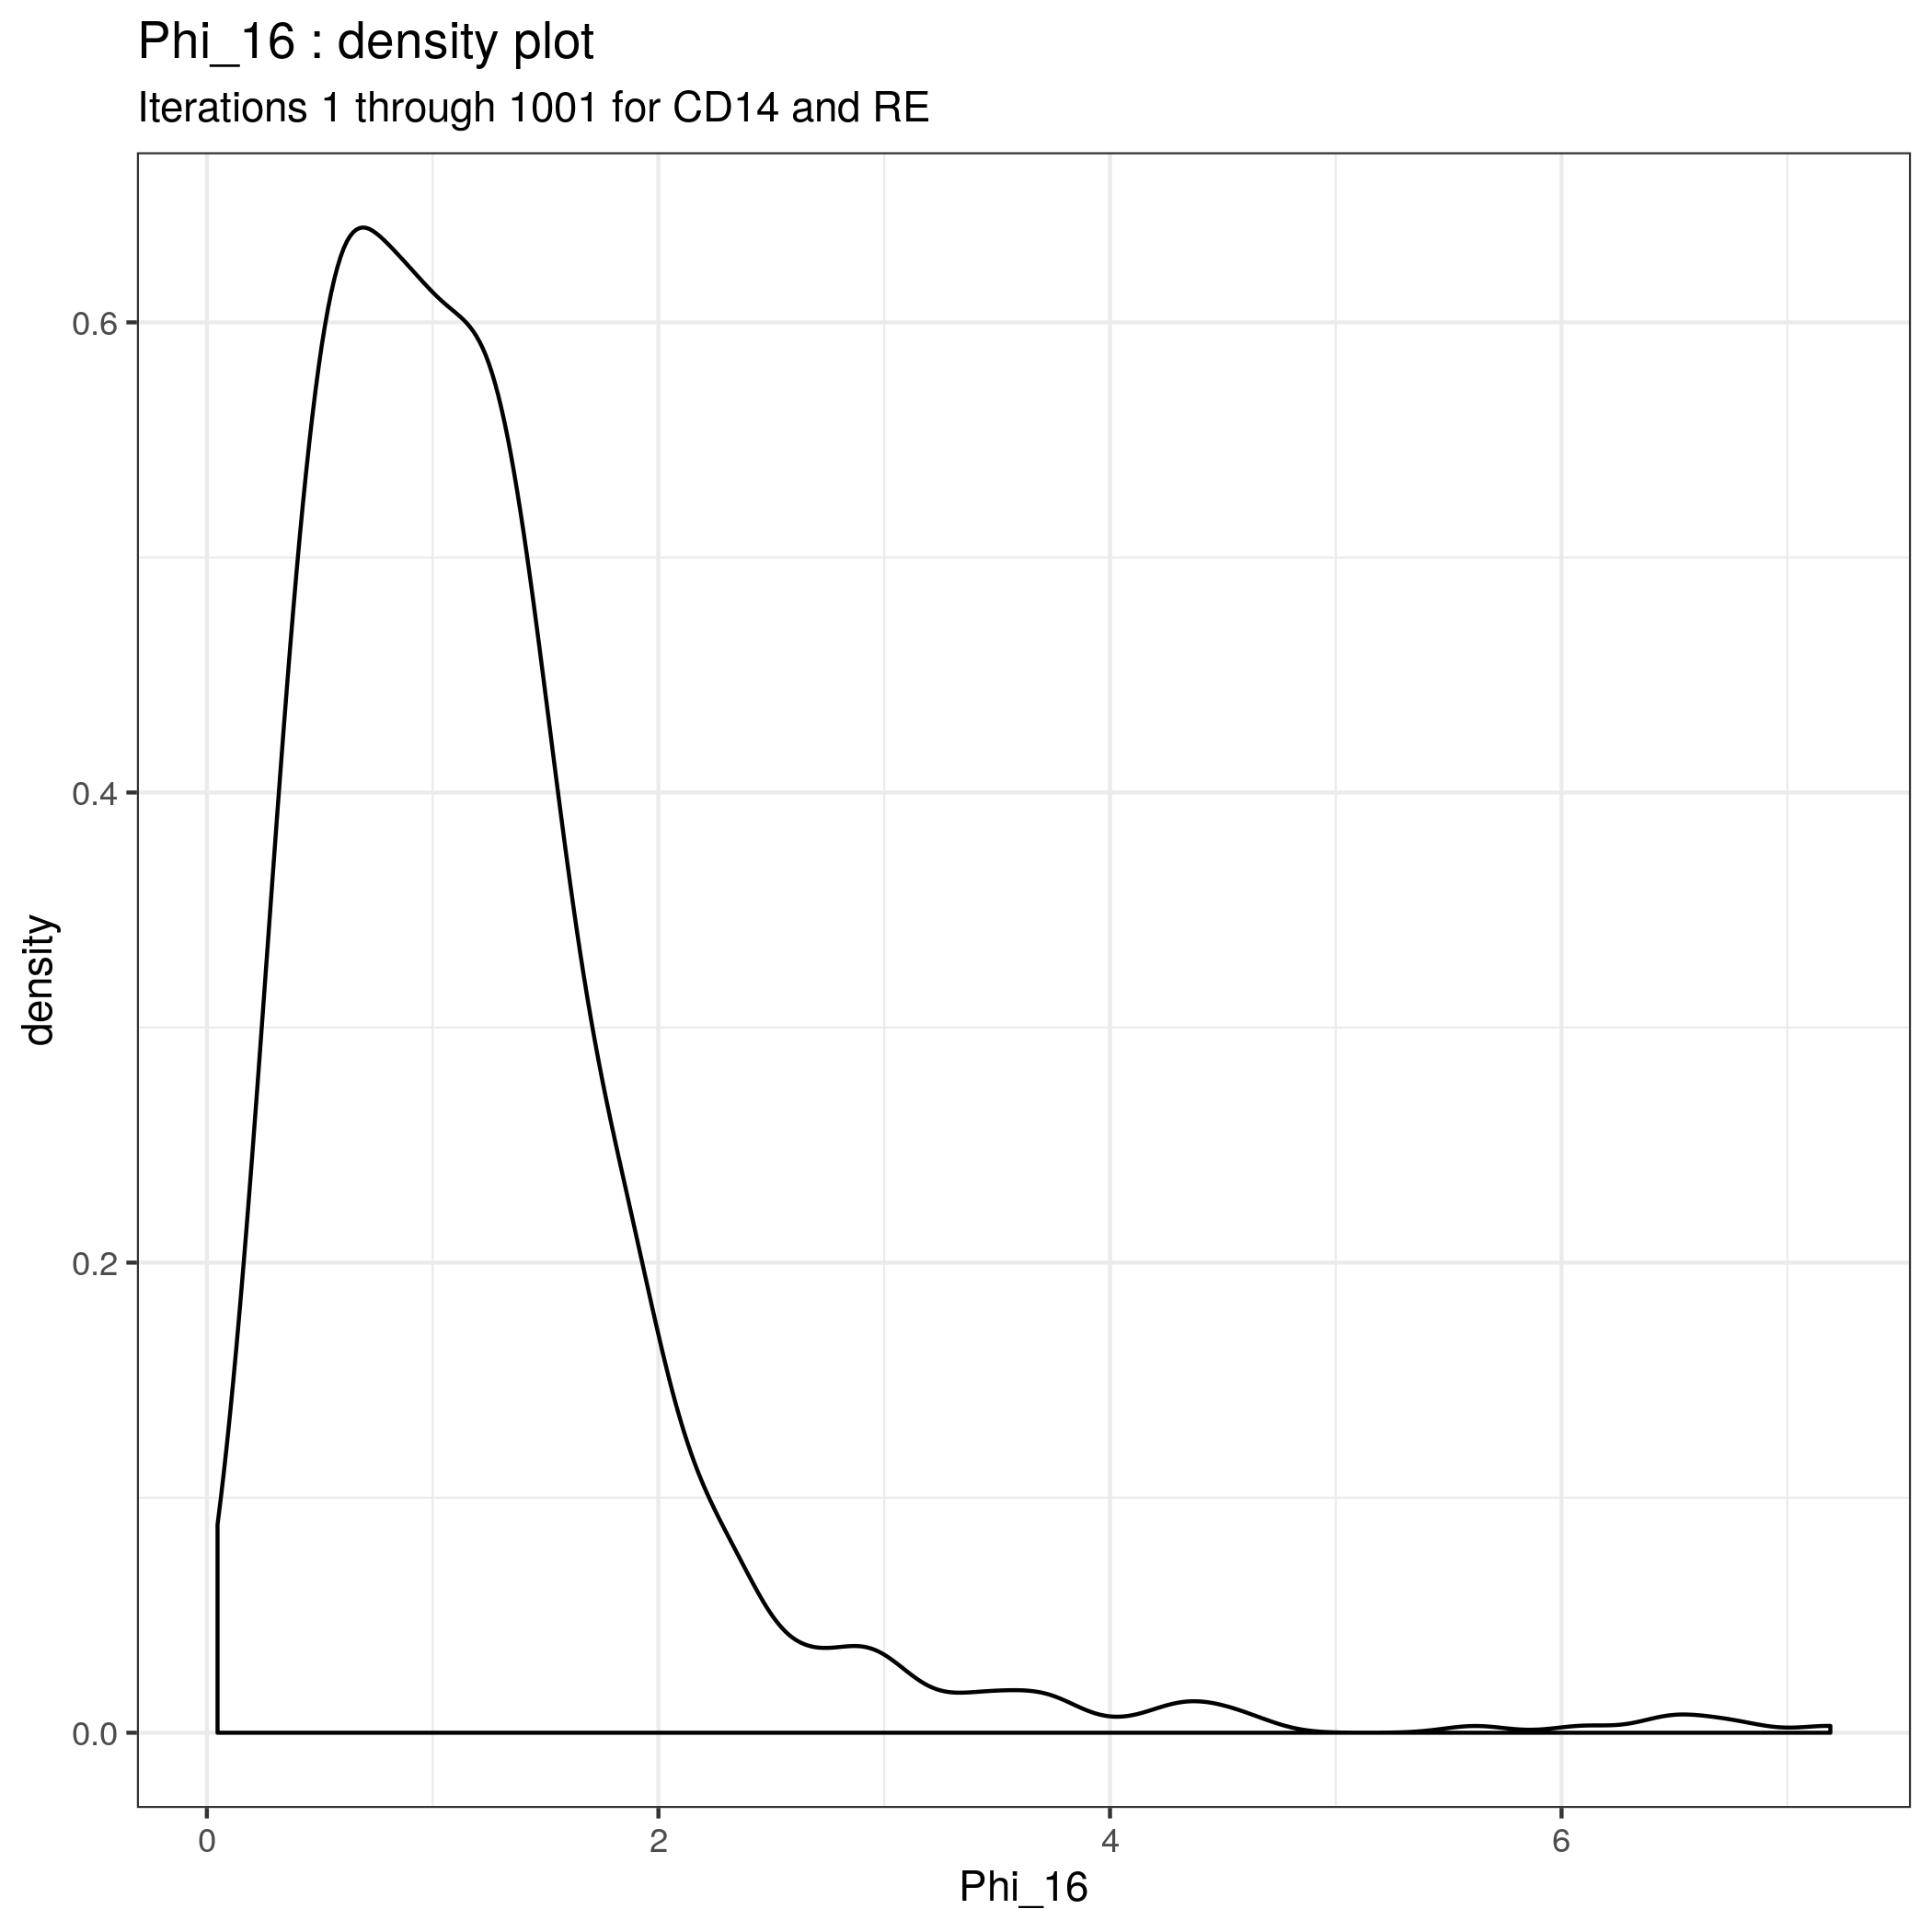 Phi_16 : density plot
Iterations 1 through 1001 for CD14 and RE
0.6
0.4
0.2
0.0
density
0 2 4 6
Phi_16